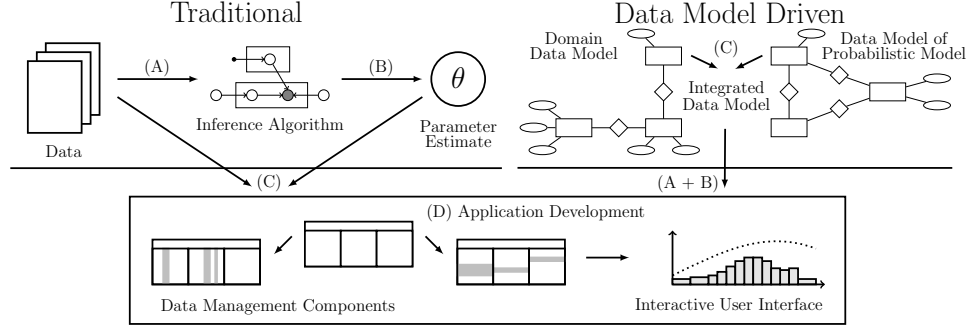 Traditional
Data Model Driven
(A)
(B)
θ
Data
Inference Algorithm
Parameter
Estimate
(C)
Domain
Data Model
(C)
Data Model of
Probabilistic Model
Integrated
Data Model
(A + B)
(D) Application Development
Data Management Components
Interactive User Interface